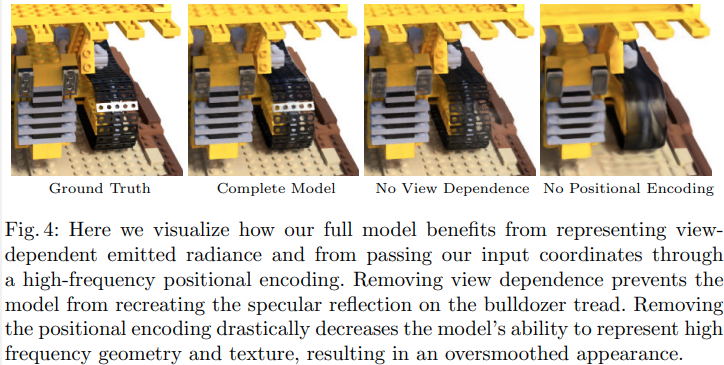 Ground Truth
Complete Model
No View Dependence
No Positional Encoding
Fig. 4: Here we visualize how our full model benefits from representing view-
dependent emitted radiance and from passing our input coordinates through
a high-frequency positional encoding. Removing view dependence prevents the
model from recreating the specular reflection on the bulldozer tread. Removing
the positional encoding drastically decreases the model's ability to represent high
frequency geometry and texture, resulting in an oversmoothed appearance.